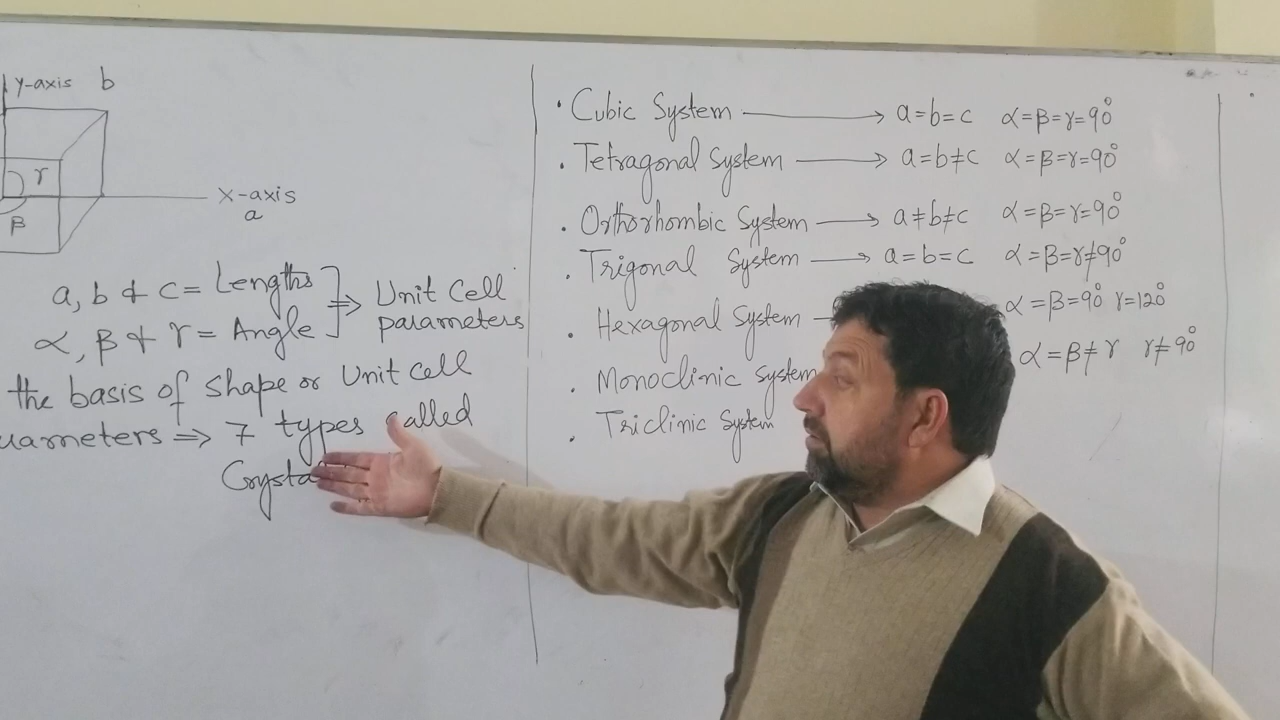 y-axis b
γ
x-axis
a
β
a, b & c = Lengths
α, β & γ = Angle
⇒ Unit Cell
parameters
the basis of shape or Unit cell
⇒ 7 types called
Crysta
· Cubic System → a=b=c α=β=γ=90°
· Tetragonal System → a=b≠c α=β=γ=90°
· Orthorhombic System → a≠b≠c α=β=γ=90°
· Trigonal System → a=b=c α=β=γ≠90°
· Hexagonal System α=β=90° γ=120°
· Monoclinic System α=β≠γ γ≠90°
· Triclinic System